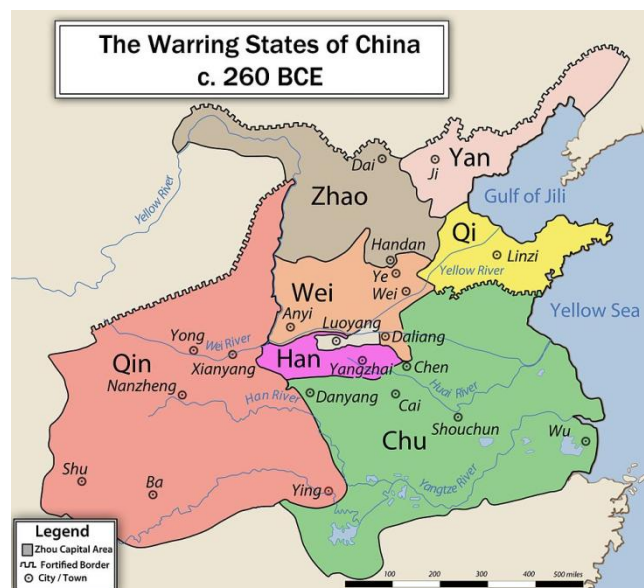 The Warring States of China
c. 260 BCE
Yellow River
Dai
Zhao
Yan
Ji
Gulf of Jili
Handan
Qi
Linzi
Yellow River
Ye
Wei
Wei
Yellow Sea
Anyi
Luoyang
Daliang
Wei River
Yong
Xianyang
Han
Yangzhai
Chen
Qin
Nanzheng
Han River
Danyang
Cai
Huai River
Shouchun
Chu
Wu
Yangtze River
Shu
Ba
Ying
Legend
Zhou Capital Area
Fortified Border
City / Town
100 200 300 400 500 miles